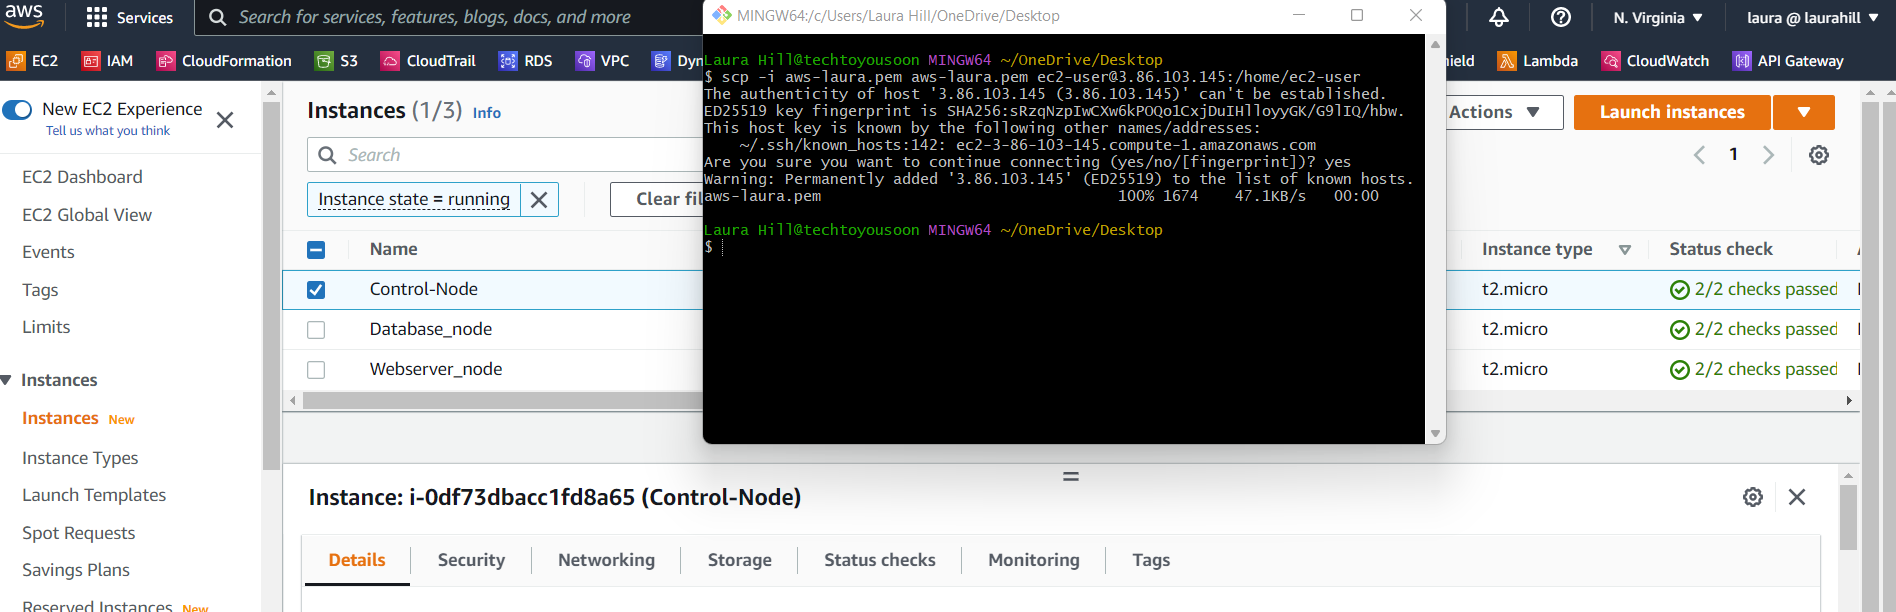 aws
Services
Search for services, features, blogs, docs, and more
N. Virginia
laura @ laurahill
EC2
IAM
CloudFormation
S3
CloudTrail
RDS
VPC
Lambda
CloudWatch
API Gateway
MINGW64:/c/Users/Laura Hill/OneDrive/Desktop
Laura Hill@techtoyousoon MINGW64 ~/OneDrive/Desktop
$ scp -i aws-laura.pem aws-laura.pem ec2-user@3.86.103.145:/home/ec2-user
The authenticity of host '3.86.103.145 (3.86.103.145)' can't be established.
ED25519 key fingerprint is SHA256:sRzqNzpIwCXw6kPOQolCxjDuIHlloyyGK/G9lIQ/hbw.
This host key is known by the following other names/addresses:
~/.ssh/known_hosts:142: ec2-3-86-103-145.compute-1.amazonaws.com
Are you sure you want to continue connecting (yes/no/[fingerprint])? yes
Warning: Permanently added '3.86.103.145' (ED25519) to the list of known hosts.
aws-laura.pem 100% 1674 47.1KB/s 00:00
Laura Hill@techtoyousoon MINGW64 ~/OneDrive/Desktop
$
New EC2 Experience
Tell us what you think
EC2 Dashboard
EC2 Global View
Events
Tags
Limits
Instances
Instances New
Instance Types
Launch Templates
Spot Requests
Savings Plans
Reserved Instances New
Instances (1/3) Info
Actions
Launch instances
Search
1
Instance state = running
Clear fil
Name
Instance type
Status check
Control-Node
t2.micro
2/2 checks passed
Database_node
t2.micro
2/2 checks passed
Webserver_node
t2.micro
2/2 checks passed
Instance: i-0df73dbacc1fd8a65 (Control-Node)
Details
Security
Networking
Storage
Status checks
Monitoring
Tags